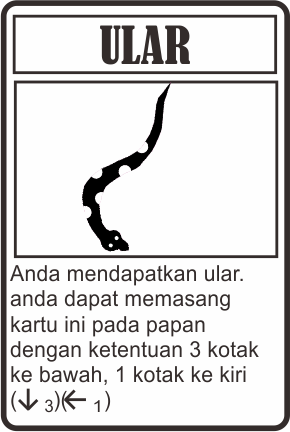 ULAR
Anda mendapatkan ular.
anda dapat memasang
kartu ini pada papan
dengan ketentuan 3 kotak
ke bawah, 1 kotak ke kiri
(↓ 3)(← 1)